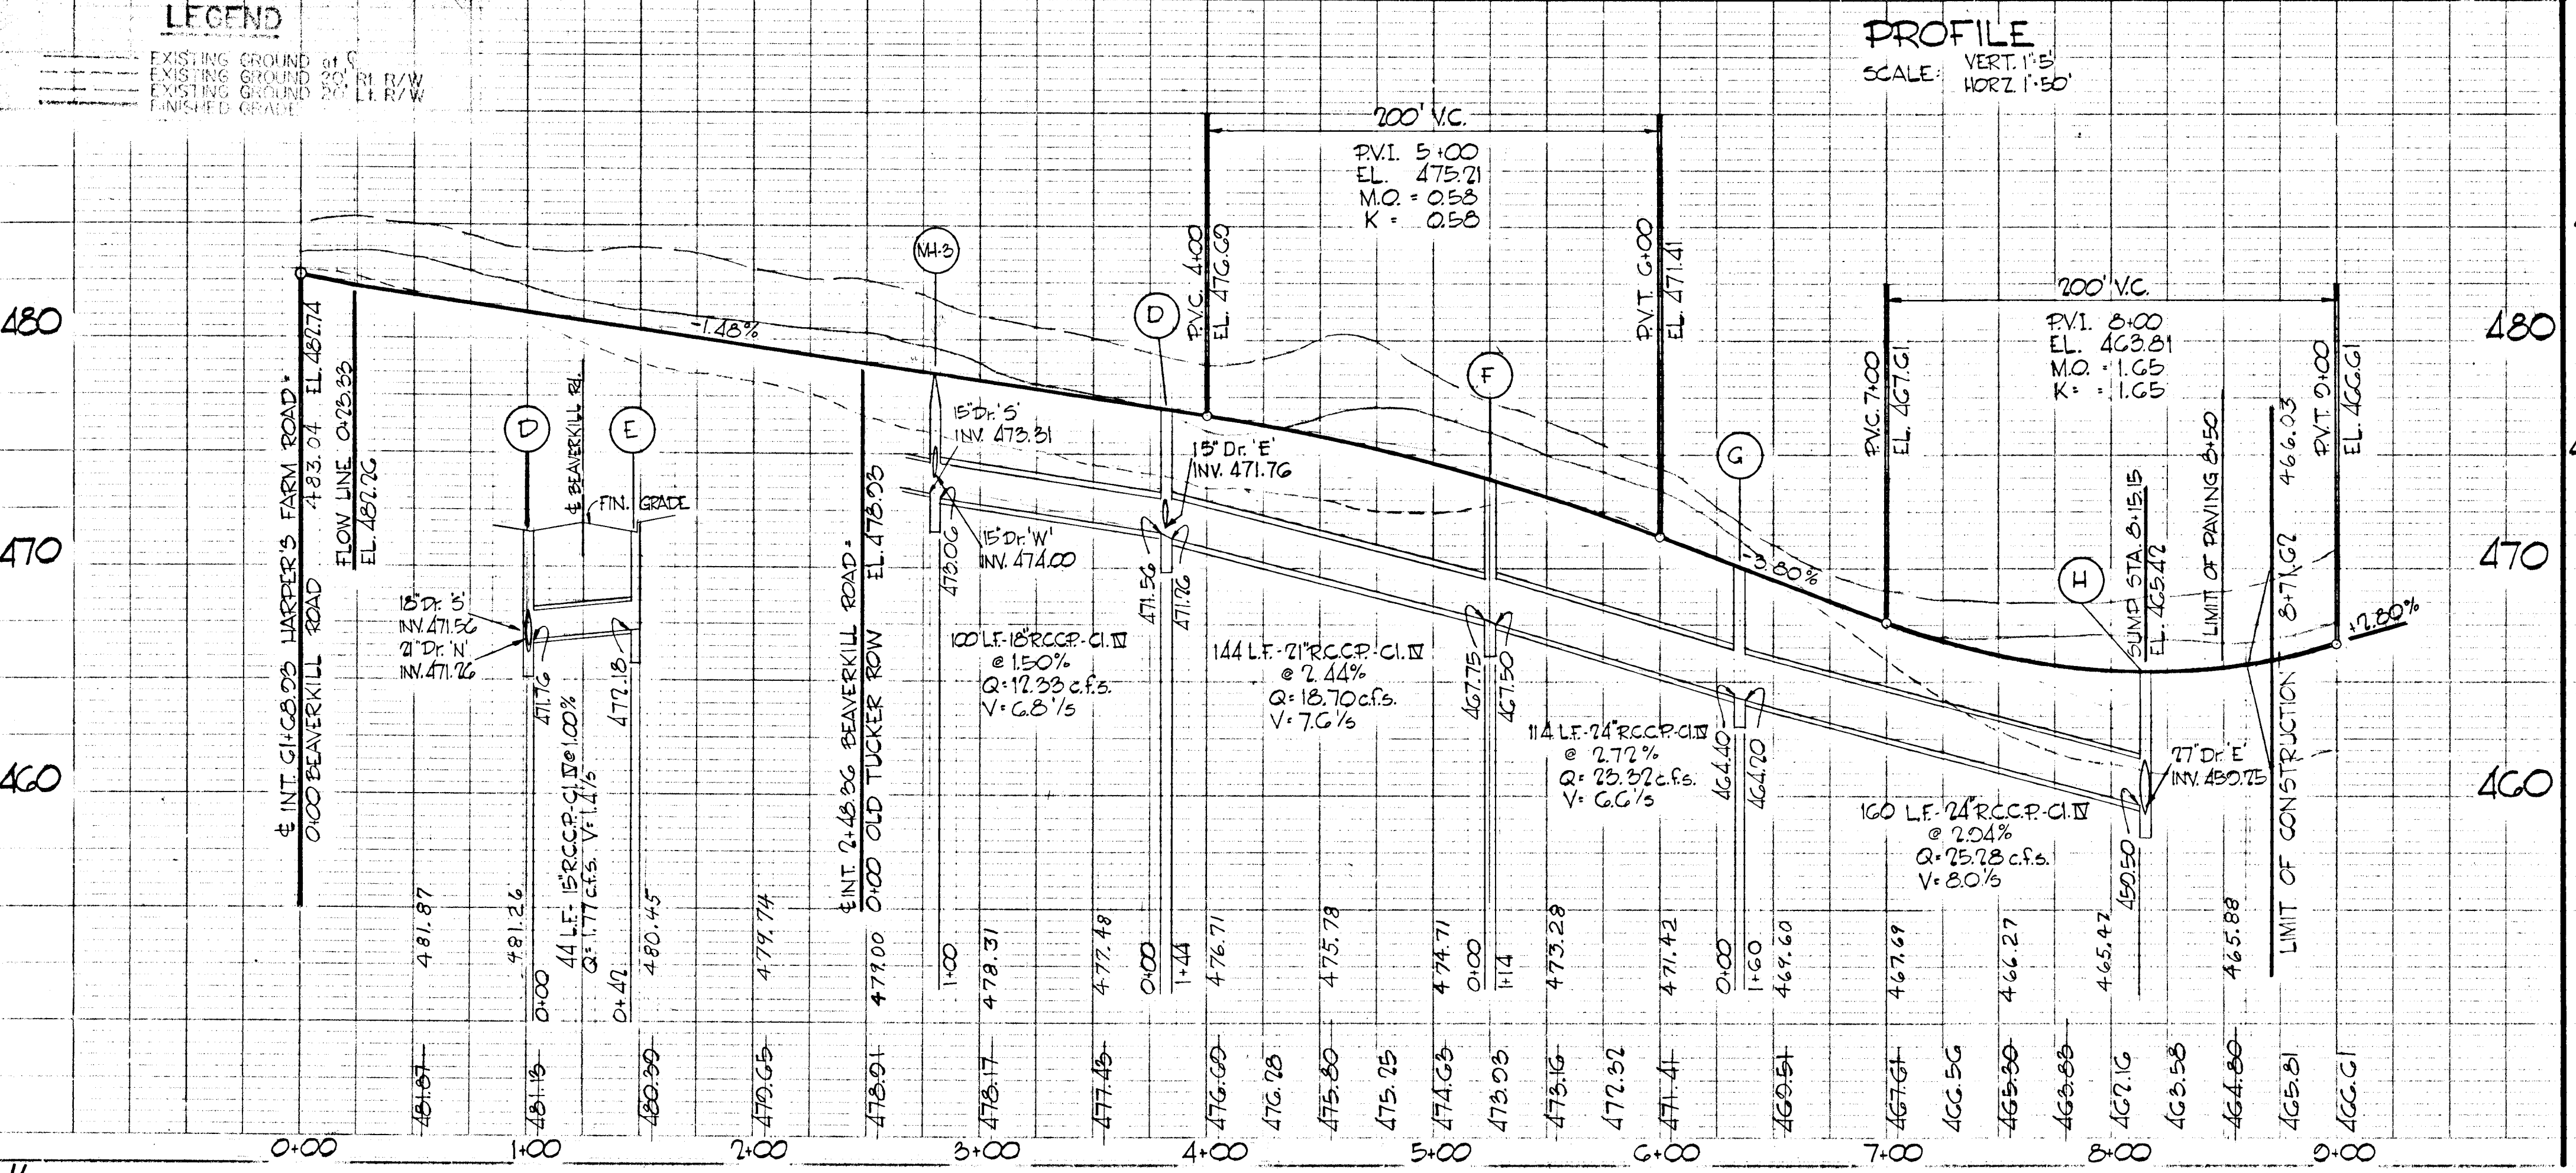 LEGEND
EXISTING GROUND at ℄
EXISTING GROUND 20' Rt. R/W
EXISTING GROUND 20' Lt. R/W
FINISHED GRADE
PROFILE
SCALE: VERT. 1"=5'
HORZ. 1"=50'
200' V.C.
P.V.I. 5+00
EL. 475.21
M.O. = 0.58
K = 0.58
P.V.C. 4+00
EL. 476.69
P.V.T. 6+00
EL. 471.41
200' V.C.
P.V.I. 8+00
EL. 463.81
M.O. = 1.65
K = 1.65
P.V.C. 7+00
EL. 467.61
P.V.T. 9+00
EL. 466.61
480
470
460
480
470
460
℄ INT. 61+68.93 HARPER'S FARM ROAD =
0+00 BEAVERKILL ROAD 483.04 EL. 482.74
FLOW LINE 0+23.33
EL. 482.26
-1.48%
D
E
℄ BEAVERKILL Rd.
FIN. GRADE
18" Dr. 'S'
INV. 471.56
21" Dr. 'N'
INV. 471.26
471.76
472.18
44 L.F.-15" R.C.C.P.-Cl. IV @ 1.00%
Q=1.77 c.f.s. V=1.4'/s
0+00
0+42
℄ INT. 2+48.36 BEAVERKILL ROAD =
0+00 OLD TUCKER ROW EL. 478.93
MH-3
15" Dr. 'S'
INV. 473.31
15" Dr. 'W'
INV. 474.00
473.06
100 L.F.-18" R.C.C.P.-Cl. IV
@ 1.50%
Q=12.33 c.f.s.
V=6.8'/s
D
15" Dr. 'E'
INV. 471.76
471.56
471.26
144 L.F.-21" R.C.C.P.-Cl. IV
@ 2.44%
Q=18.70 c.f.s.
V=7.6'/s
F
467.75
467.50
114 L.F.-24" R.C.C.P.-Cl. IV
@ 2.72%
Q=23.32 c.f.s.
V=6.6'/s
G
-3.80%
464.40
464.20
160 L.F.-24" R.C.C.P.-Cl. IV
@ 2.94%
Q=25.28 c.f.s.
V=8.0'/s
H
SUMP STA. 8+15.15
EL. 465.42
LIMIT OF PAVING 8+50
LIMIT OF CONSTRUCTION 8+71.62 466.03
+2.80%
27" Dr. 'E'
INV. 459.25
459.50
1+00
0+00
1+44
0+00
1+14
0+00
1+60
481.87
481.26
480.45
479.74
479.00
478.31
477.48
476.71
475.78
474.71
473.28
471.42
469.60
467.69
466.27
465.42
465.88
481.87
481.13
480.39
479.65
478.91
478.17
477.43
476.69
476.28
475.80
475.25
474.63
473.93
473.16
472.32
471.41
469.51
467.61
466.56
465.30
463.83
462.16
463.58
464.80
465.81
466.61
0+00
1+00
2+00
3+00
4+00
5+00
6+00
7+00
8+00
9+00